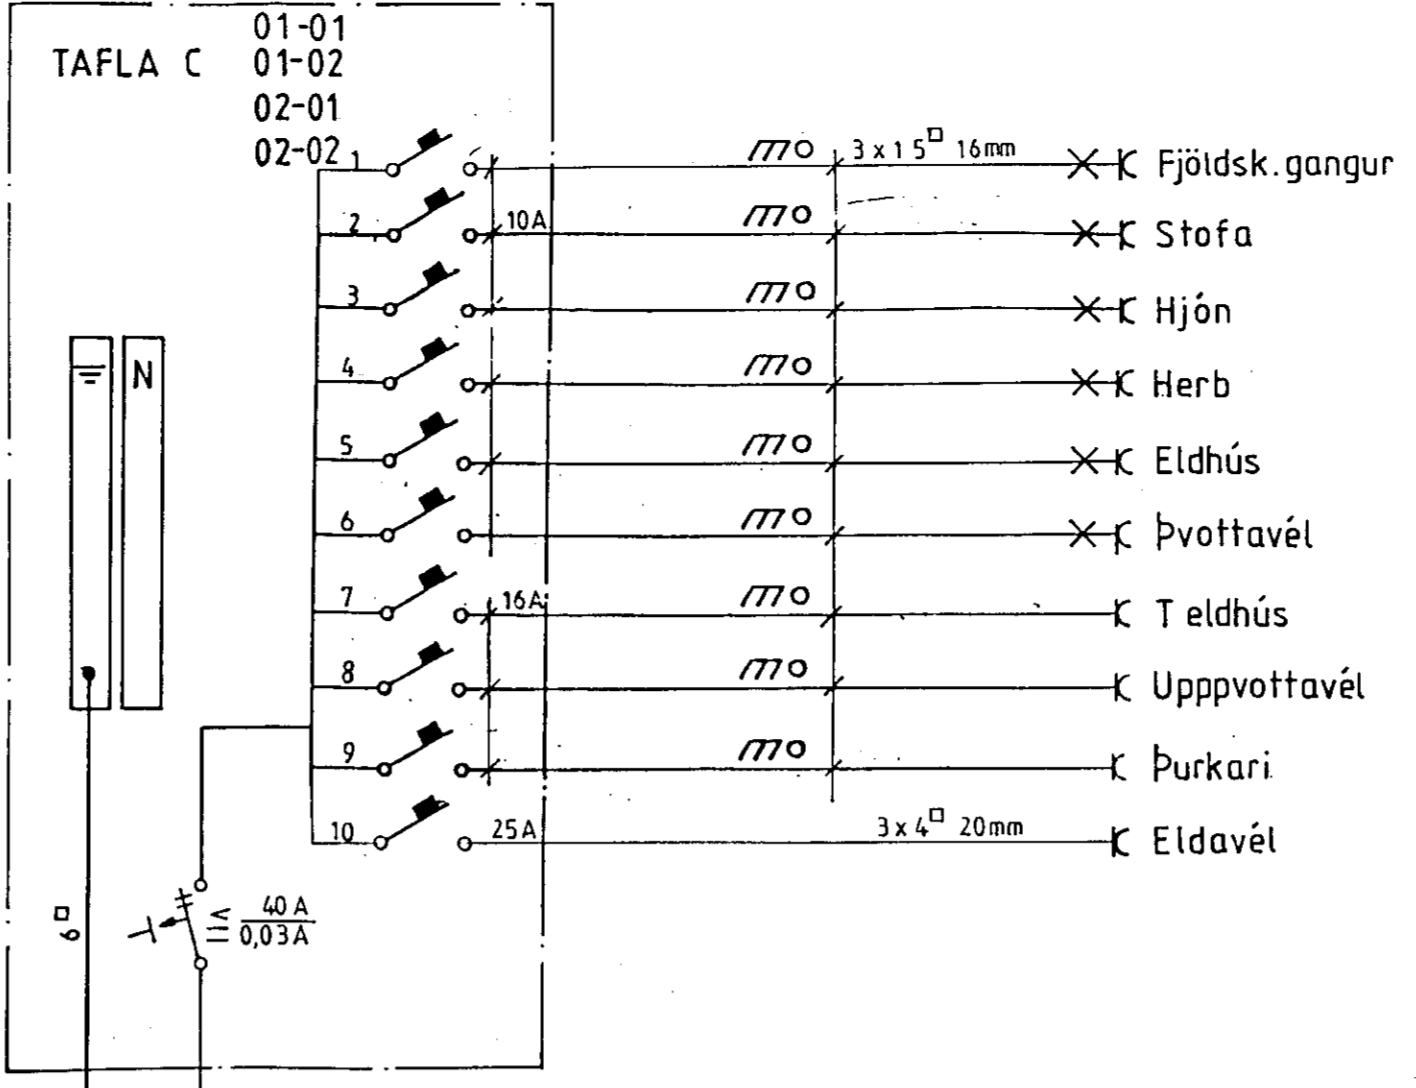 TAFLA C
01-01
01-02
02-01
02-02
1 3 x 1 5□ 16mm Fjöldsk.gangur
2 10A Stofa
3 Hjón
4 Herb
5 Eldhús
6 Þvottavél
7 16A T eldhús
8 Uppþvottavél
9 Þurkari
10 25A 3 x 4□ 20mm Eldavél
N
6□
≤ 40 A
0,03A